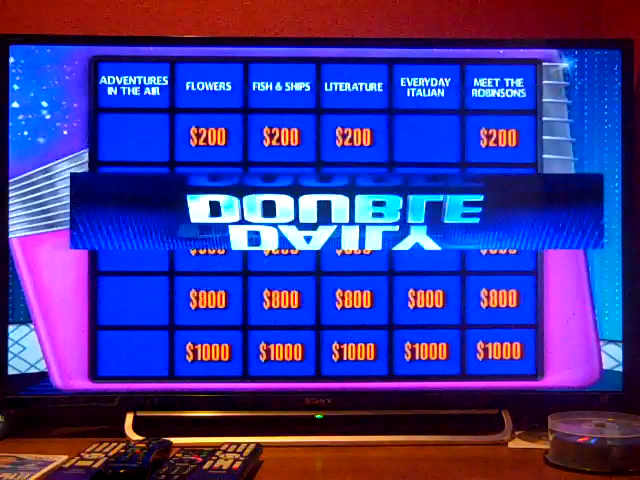 ADVENTURES IN THE AIR
FLOWERS
FISH & SHIPS
LITERATURE
EVERYDAY ITALIAN
MEET THE ROBINSONS
$200 $200 $200 $200
DOUBLE
DAILY
$800 $800 $800 $800 $800
$1000 $1000 $1000 $1000 $1000
SONY